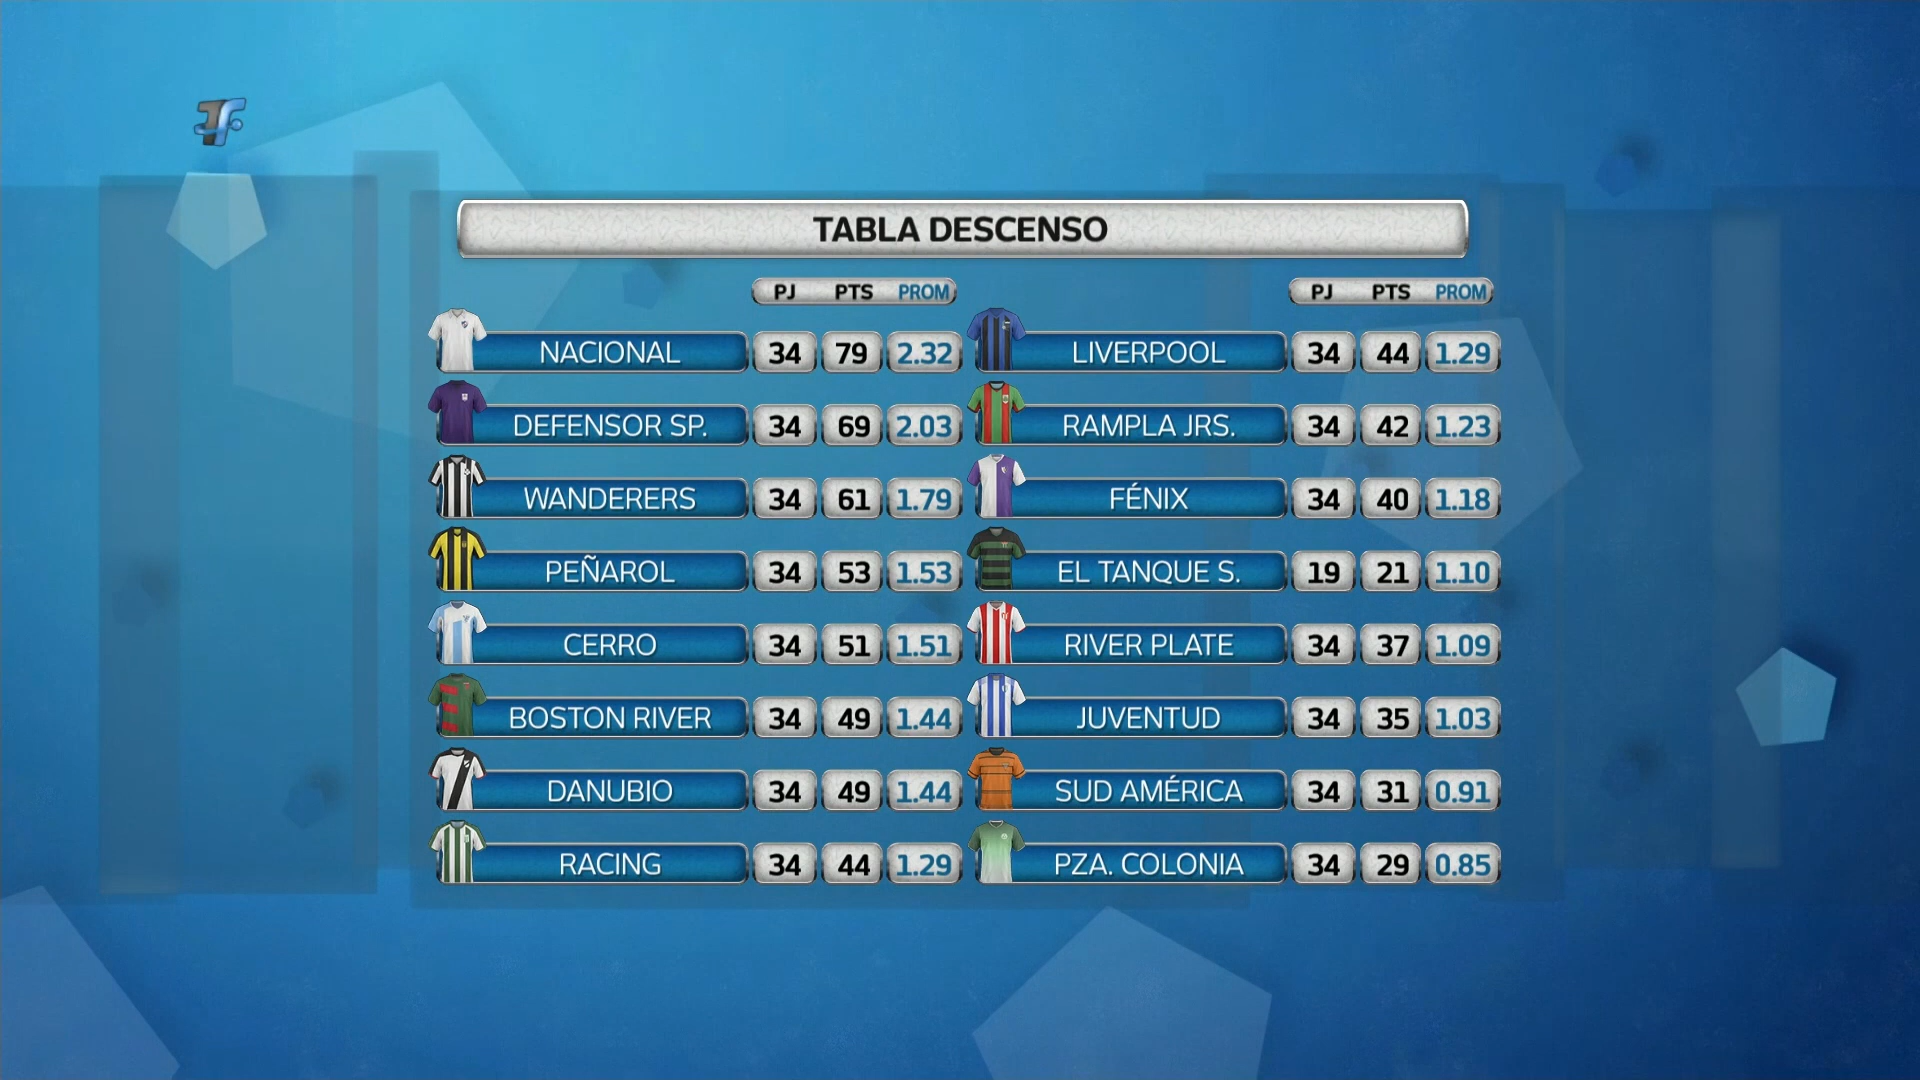 TABLA DESCENSO
PJ PTS PROM
NACIONAL 34 79 2.32
DEFENSOR SP. 34 69 2.03
WANDERERS 34 61 1.79
PEÑAROL 34 53 1.53
CERRO 34 51 1.51
BOSTON RIVER 34 49 1.44
DANUBIO 34 49 1.44
RACING 34 44 1.29
PJ PTS PROM
LIVERPOOL 34 44 1.29
RAMPLA JRS. 34 42 1.23
FÉNIX 34 40 1.18
EL TANQUE S. 19 21 1.10
RIVER PLATE 34 37 1.09
JUVENTUD 34 35 1.03
SUD AMÉRICA 34 31 0.91
PZA. COLONIA 34 29 0.85